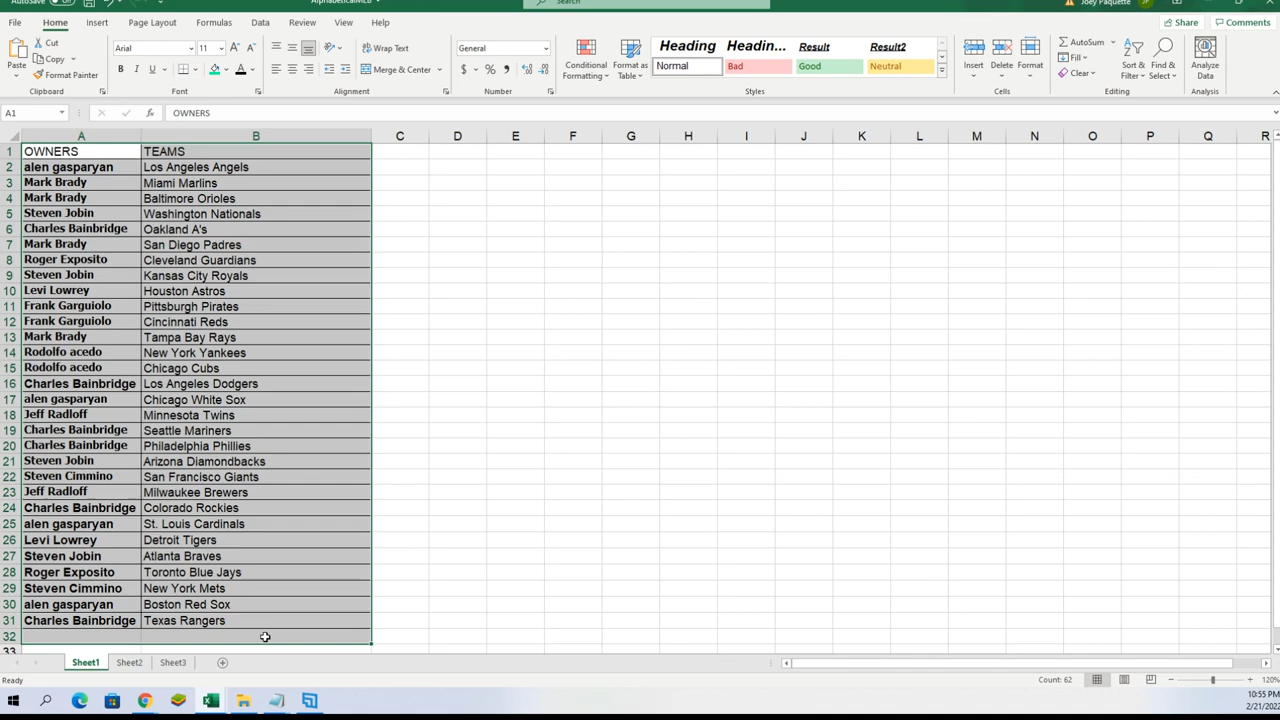 AutoSave Off AlphabeticalMLB Search Joey Paquette JP
File Home Insert Page Layout Formulas Data Review View Help Share Comments
Paste Cut Copy Format Painter Clipboard
Arial 11 A A B I U A Font
Wrap Text Merge & Center Alignment
General $ % 9 Number
Conditional Formatting Format as Table
Heading Headin... Result Result2
Normal Bad Good Neutral Styles
Insert Delete Format Cells
AutoSum Fill Clear Sort & Filter Find & Select Editing
Analyze Data Analysis
A1 fx OWNERS
A B C D E F G H I J K L M N O P Q R
1 OWNERS TEAMS
2 alen gasparyan Los Angeles Angels
3 Mark Brady Miami Marlins
4 Mark Brady Baltimore Orioles
5 Steven Jobin Washington Nationals
6 Charles Bainbridge Oakland A's
7 Mark Brady San Diego Padres
8 Roger Exposito Cleveland Guardians
9 Steven Jobin Kansas City Royals
10 Levi Lowrey Houston Astros
11 Frank Garguiolo Pittsburgh Pirates
12 Frank Garguiolo Cincinnati Reds
13 Mark Brady Tampa Bay Rays
14 Rodolfo acedo New York Yankees
15 Rodolfo acedo Chicago Cubs
16 Charles Bainbridge Los Angeles Dodgers
17 alen gasparyan Chicago White Sox
18 Jeff Radloff Minnesota Twins
19 Charles Bainbridge Seattle Mariners
20 Charles Bainbridge Philadelphia Phillies
21 Steven Jobin Arizona Diamondbacks
22 Steven Cimmino San Francisco Giants
23 Jeff Radloff Milwaukee Brewers
24 Charles Bainbridge Colorado Rockies
25 alen gasparyan St. Louis Cardinals
26 Levi Lowrey Detroit Tigers
27 Steven Jobin Atlanta Braves
28 Roger Exposito Toronto Blue Jays
29 Steven Cimmino New York Mets
30 alen gasparyan Boston Red Sox
31 Charles Bainbridge Texas Rangers
32
33
Sheet1 Sheet2 Sheet3
Ready Count: 62 120%
10:55 PM
2/21/2022